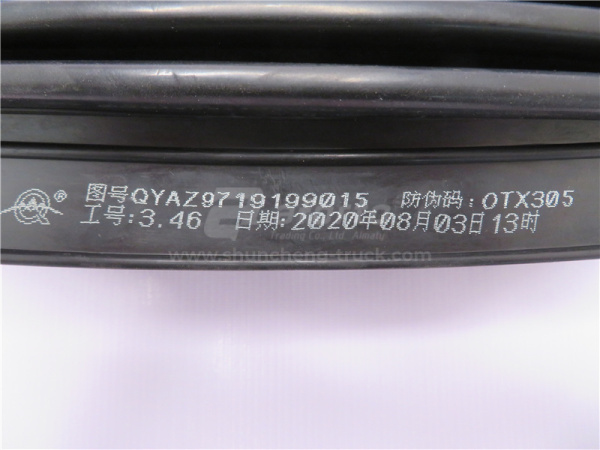 ® 图号QYAZ9719199015 防伪码:OTX305
工号:3.46 日期:2020年08月03日13时
www.shuncheng-truck.com